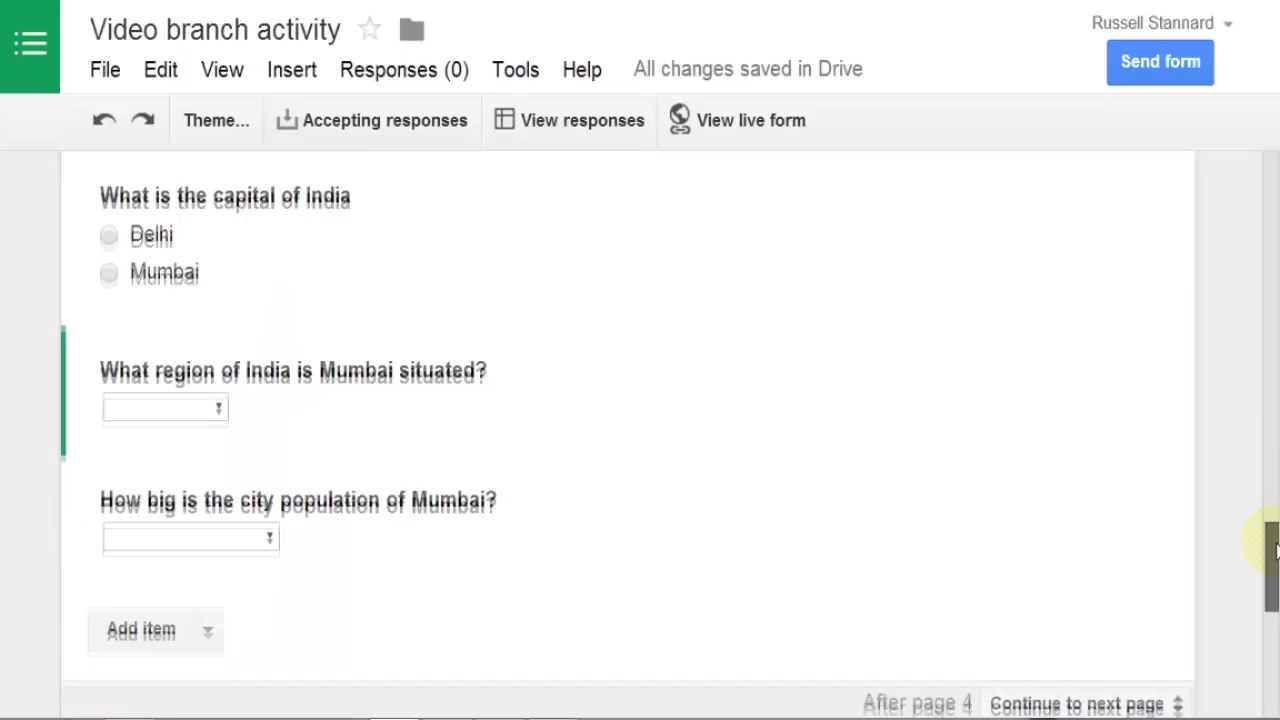 Video branch activity
Russell Stannard
File Edit View Insert Responses (0) Tools Help All changes saved in Drive
Send form
Theme... Accepting responses View responses View live form
What is the capital of India
Delhi
Mumbai
What region of India is Mumbai situated?
How big is the city population of Mumbai?
Add item
After page 4 Continue to next page